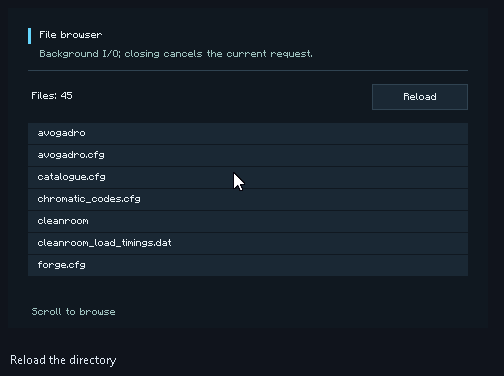 File browser
Background I/O; closing cancels the current request.
Files: 45
Reload
avogadro
avogadro.cfg
catalogue.cfg
chromatic_codes.cfg
cleanroom
cleanroom_load_timings.dat
forge.cfg
Scroll to browse
Reload the directory